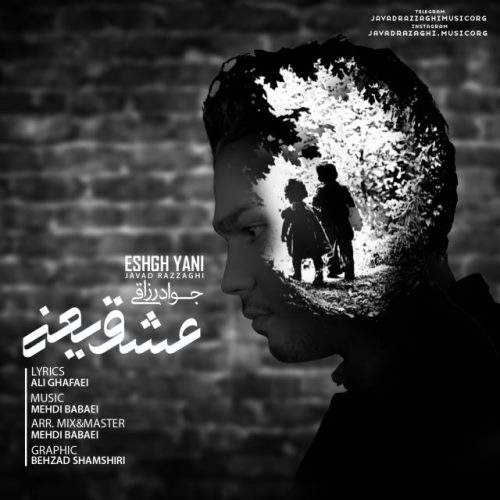 TELEGRAM
JAVADRAZZAGHIMUSICORG
INSTAGRAM
JAVADRAZAGHI.MUSICORG
ESHGH YANI
JAVAD RAZZAGHI
جواد رزاقی
عشق یعنی
LYRICS
ALI GHAFAEI
MUSIC
MEHDI BABAEI
ARR. MIX&MASTER
MEHDI BABAEI
GRAPHIC
BEHZAD SHAMSHIRI